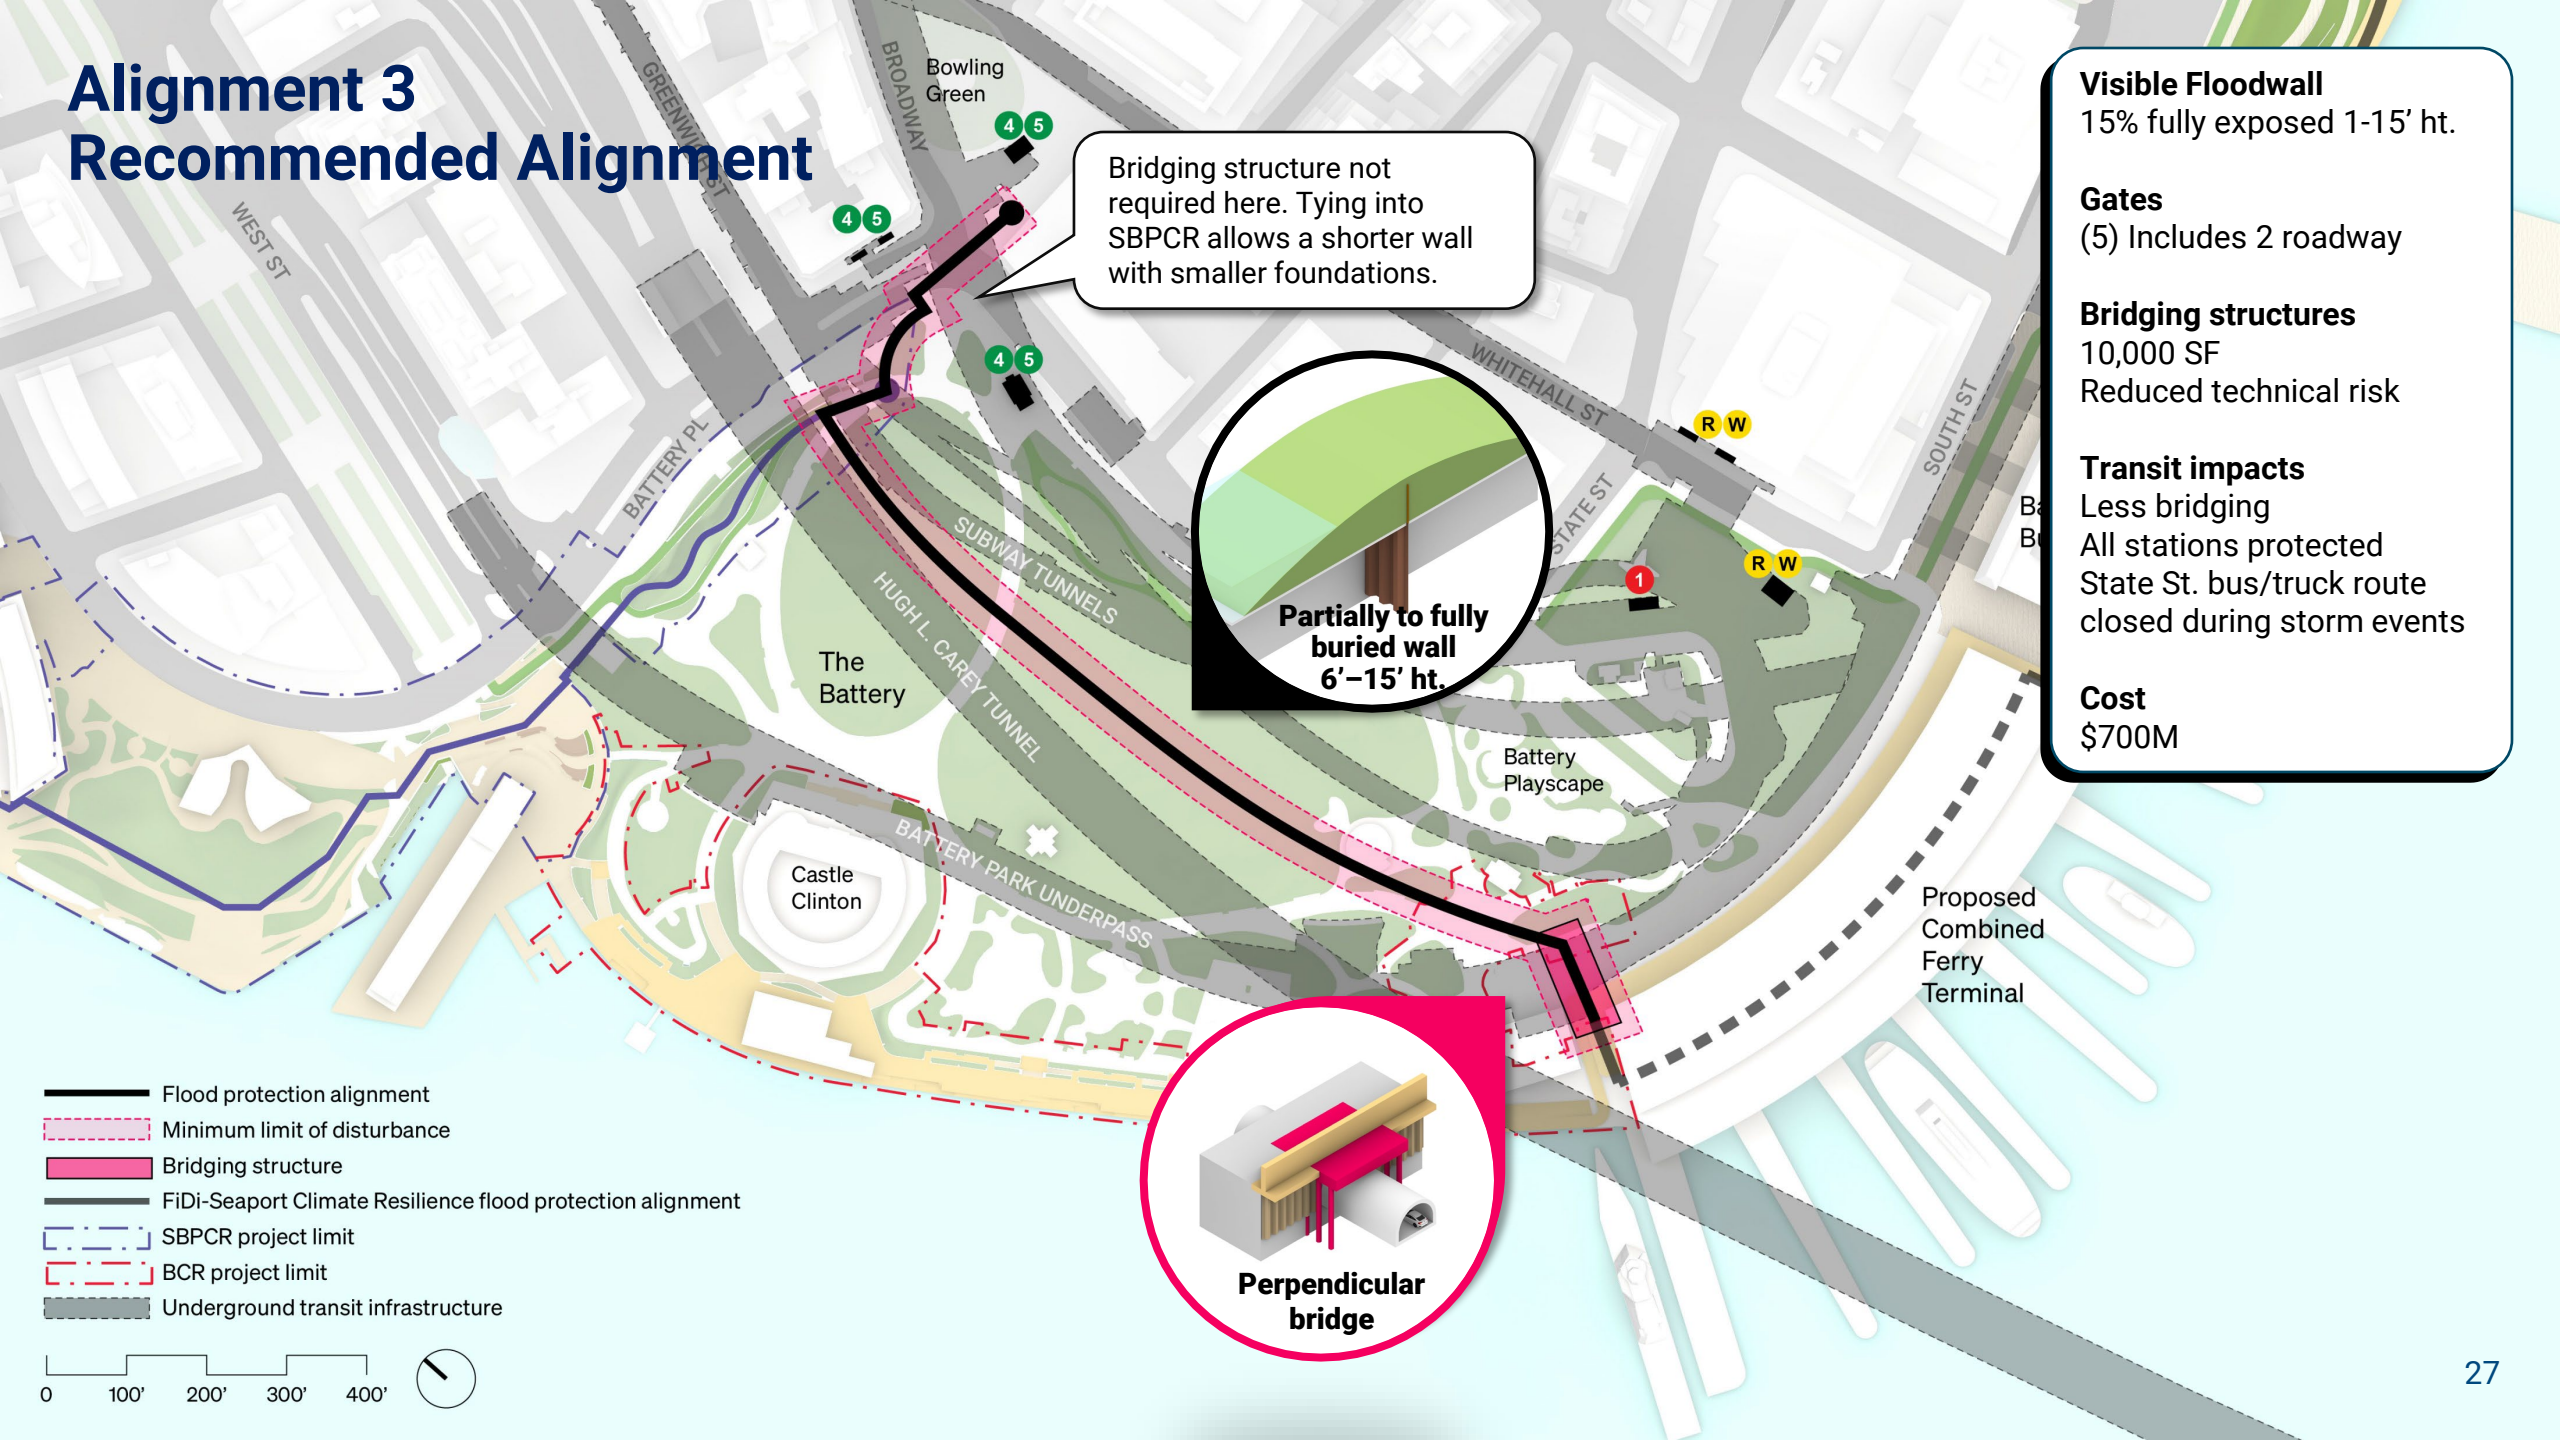 Alignment 3
Recommended Alignment
GREENWICH ST
BROADWAY
Bowling
Green
4 5
4 5
WEST ST
Bridging structure not
required here. Tying into
SBPCR allows a shorter wall
with smaller foundations.
4 5
WHITEHALL ST
R W
SOUTH ST
BATTERY PL
STATE ST
R W
1
SUBWAY TUNNELS
HUGH L. CAREY TUNNEL
The
Battery
Partially to fully
buried wall
6’–15’ ht.
Battery
Playscape
Castle
Clinton
BATTERY PARK UNDERPASS
Proposed
Combined
Ferry
Terminal
Perpendicular
bridge
Visible Floodwall
15% fully exposed 1-15’ ht.
Gates
(5) Includes 2 roadway
Bridging structures
10,000 SF
Reduced technical risk
Transit impacts
Less bridging
All stations protected
State St. bus/truck route
closed during storm events
Cost
$700M
Flood protection alignment
Minimum limit of disturbance
Bridging structure
FiDi-Seaport Climate Resilience flood protection alignment
SBPCR project limit
BCR project limit
Underground transit infrastructure
0 100’ 200’ 300’ 400’
27